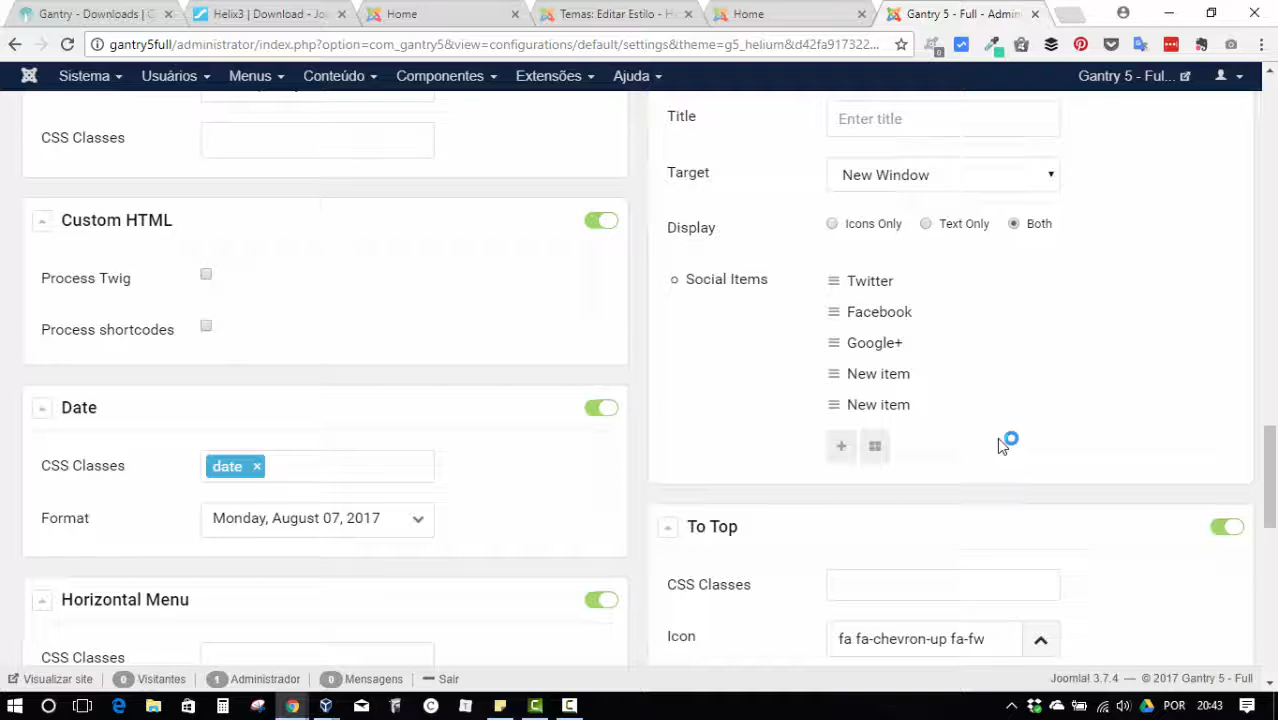 Gantry - Downloads | G
Helix3 | Download - Jo
Home
Temas: Editar Estilo -
Home
Gantry 5 - Full - Admin
gantry5full/administrator/index.php?option=com_gantry5&view=configurations/default/settings&theme=g5_helium&d42fa917322...
Sistema
Usuários
Menus
Conteúdo
Componentes
Extensões
Ajuda
Gantry 5 - Ful...
CSS Classes
Custom HTML
Process Twig
Process shortcodes
Date
CSS Classes
date ×
Format
Monday, August 07, 2017
Horizontal Menu
CSS Classes
Title
Enter title
Target
New Window
Display
Icons Only
Text Only
Both
Social Items
Twitter
Facebook
Google+
New item
New item
To Top
CSS Classes
Icon
fa fa-chevron-up fa-fw
Visualizar site
0 Visitantes
1 Administrador
0 Mensagens
Sair
Joomla! 3.7.4 — © 2017 Gantry 5 - Full
POR
20:43